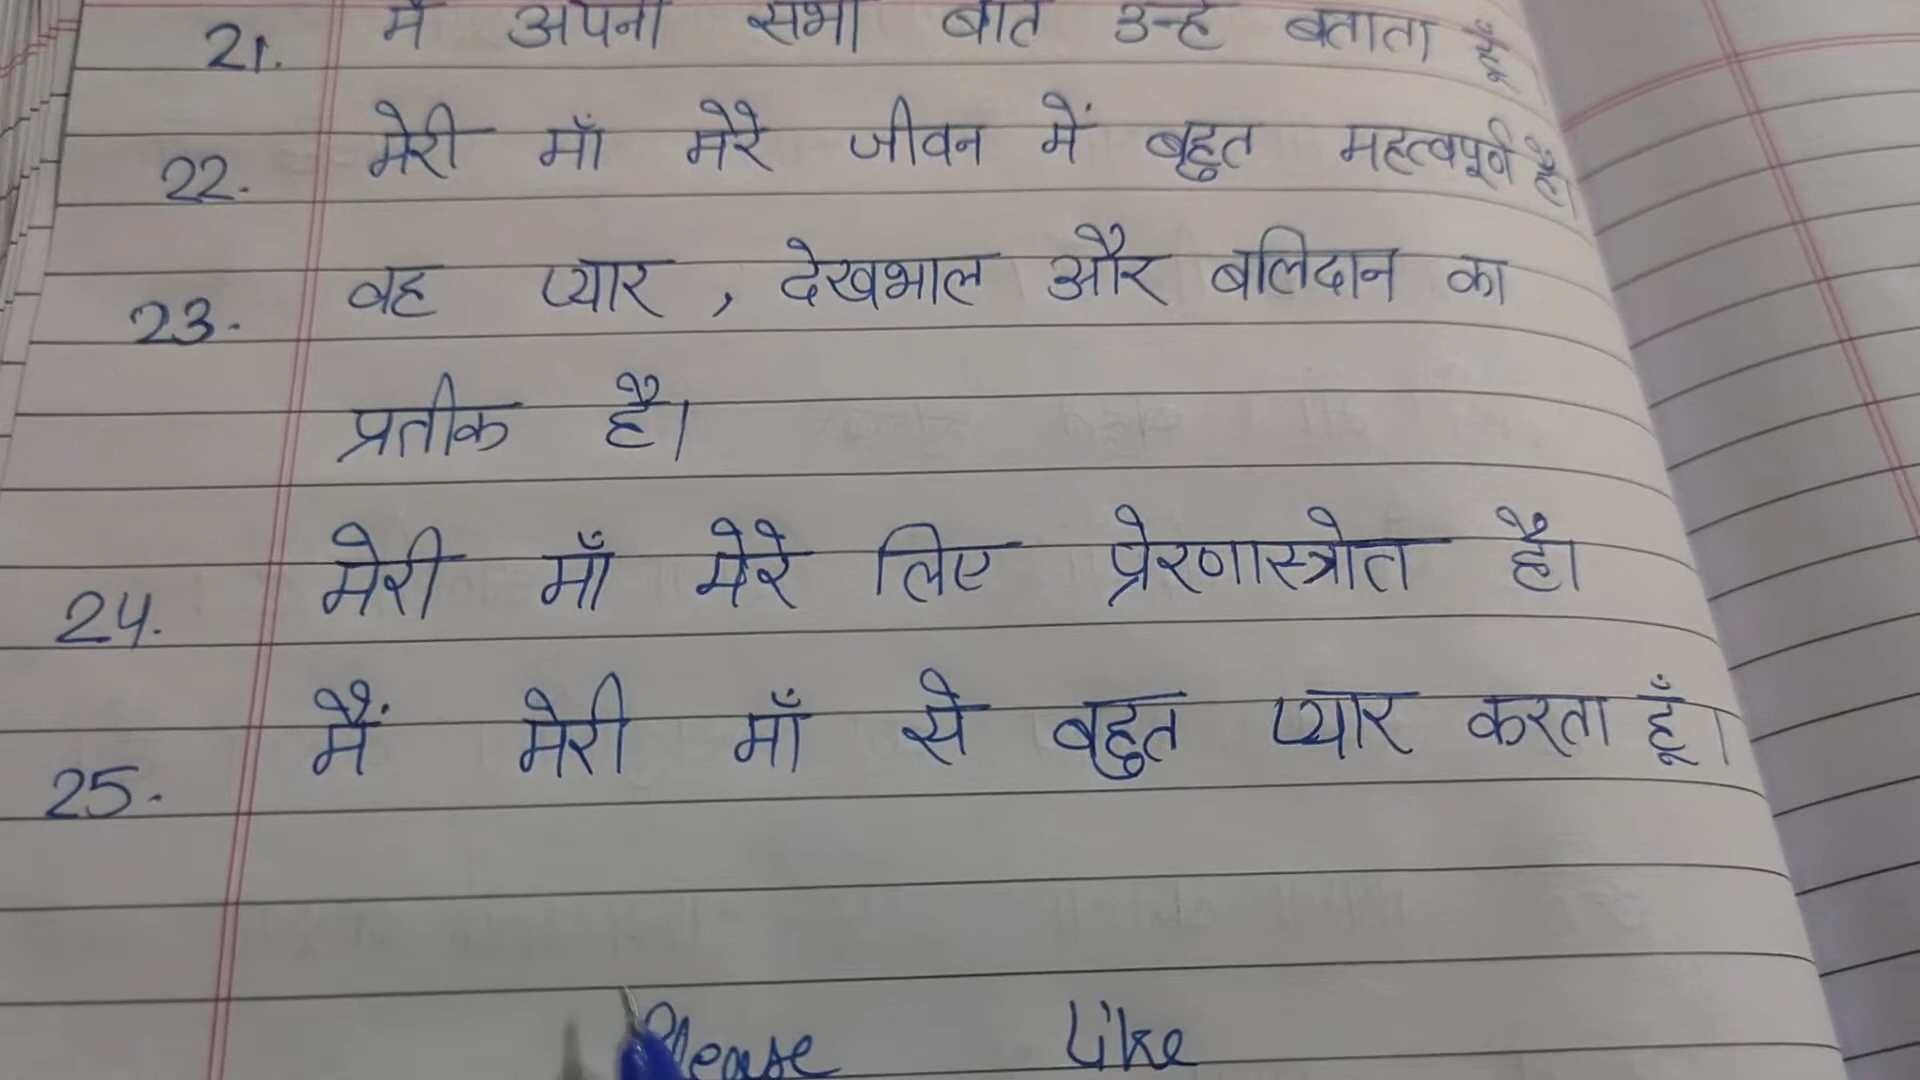 21. मैं अपनी सभी बातें उन्हें बताता हूँ।
22. मेरी माँ मेरे जीवन में बहुत महत्वपूर्ण है।
23. वह प्यार, देखभाल और बलिदान का
प्रतीक है।
24. मेरी माँ मेरे लिए प्रेरणास्त्रोत है।
25. मैं मेरी माँ से बहुत प्यार करता हूँ।
Please Like